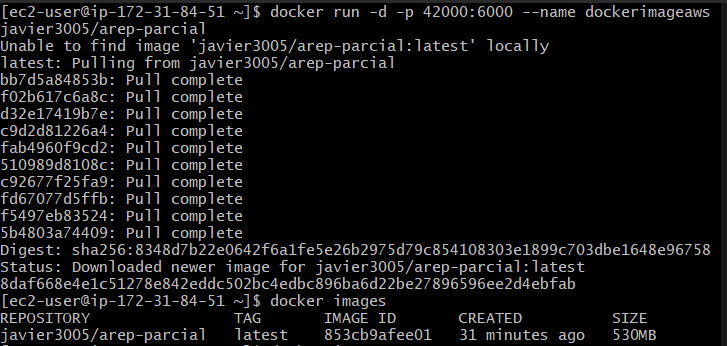 [ec2-user@ip-172-31-84-51 ~]$ docker run -d -p 42000:6000 --name dockerimageaws
javier3005/arep-parcial
Unable to find image 'javier3005/arep-parcial:latest' locally
latest: Pulling from javier3005/arep-parcial
bb7d5a84853b: Pull complete
f02b617c6a8c: Pull complete
d32e17419b7e: Pull complete
c9d2d81226a4: Pull complete
fab4960f9cd2: Pull complete
510989d8108c: Pull complete
c92677f25fa9: Pull complete
fd67077d5ffb: Pull complete
f5497eb83524: Pull complete
5b4803a74409: Pull complete
Digest: sha256:8348d7b22e0642f6a1fe5e26b2975d79c854108303e1899c703dbe1648e96758
Status: Downloaded newer image for javier3005/arep-parcial:latest
8daf668e4e1c51278e842eddc502bc4edbc896ba6d22be27896596ee2d4ebfab
[ec2-user@ip-172-31-84-51 ~]$ docker images
REPOSITORY TAG IMAGE ID CREATED SIZE
javier3005/arep-parcial latest 853cb9afee01 31 minutes ago 530MB